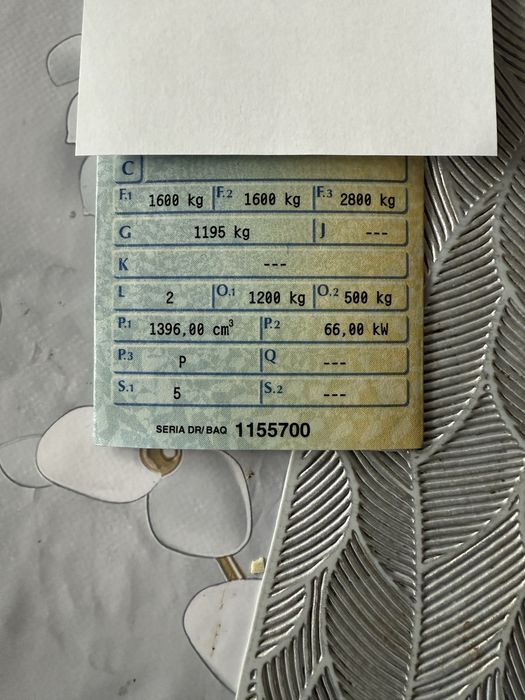 C
F.1 1600 kg F.2 1600 kg F.3 2800 kg
G 1195 kg J ---
K ---
L 2 O.1 1200 kg O.2 500 kg
P.1 1396,00 cm³ P.2 66,00 kW
P.3 P Q ---
S.1 5 S.2 ---
SERIA DR/BAQ 1155700